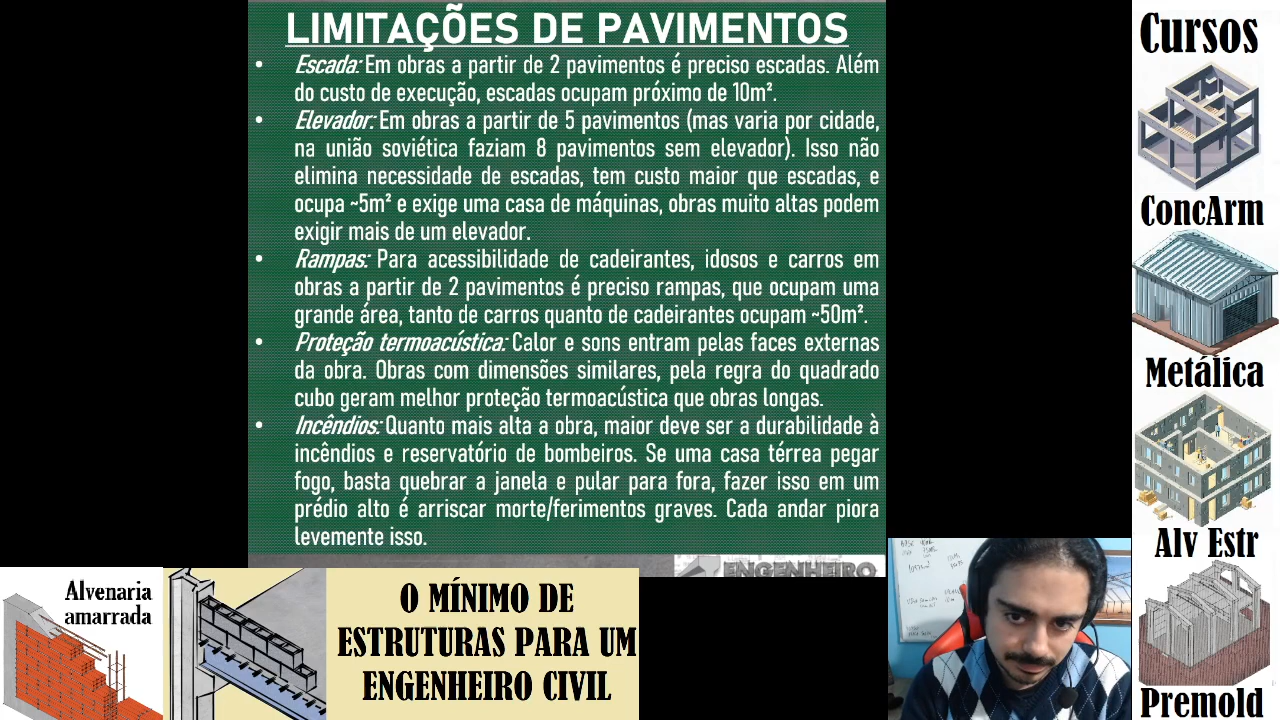 LIMITAÇÕES DE PAVIMENTOS
• Escada: Em obras a partir de 2 pavimentos é preciso escadas. Além
do custo de execução, escadas ocupam próximo de 10m².
• Elevador: Em obras a partir de 5 pavimentos (mas varia por cidade,
na união soviética faziam 8 pavimentos sem elevador). Isso não
elimina necessidade de escadas, tem custo maior que escadas, e
ocupa ~5m² e exige uma casa de máquinas, obras muito altas podem
exigir mais de um elevador.
• Rampas: Para acessibilidade de cadeirantes, idosos e carros em
obras a partir de 2 pavimentos é preciso rampas, que ocupam uma
grande área, tanto de carros quanto de cadeirantes ocupam ~50m².
• Proteção termoacústica: Calor e sons entram pelas faces externas
da obra. Obras com dimensões similares, pela regra do quadrado
cubo geram melhor proteção termoacústica que obras longas.
• Incêndios: Quanto mais alta a obra, maior deve ser a durabilidade à
incêndios e reservatório de bombeiros. Se uma casa térrea pegar
fogo, basta quebrar a janela e pular para fora, fazer isso em um
prédio alto é arriscar morte/ferimentos graves. Cada andar piora
levemente isso.
ENGENHEIRO
Alvenaria
amarrada
O MÍNIMO DE
ESTRUTURAS PARA UM
ENGENHEIRO CIVIL
Cursos
ConcArm
Metálica
Alv Estr
Premold